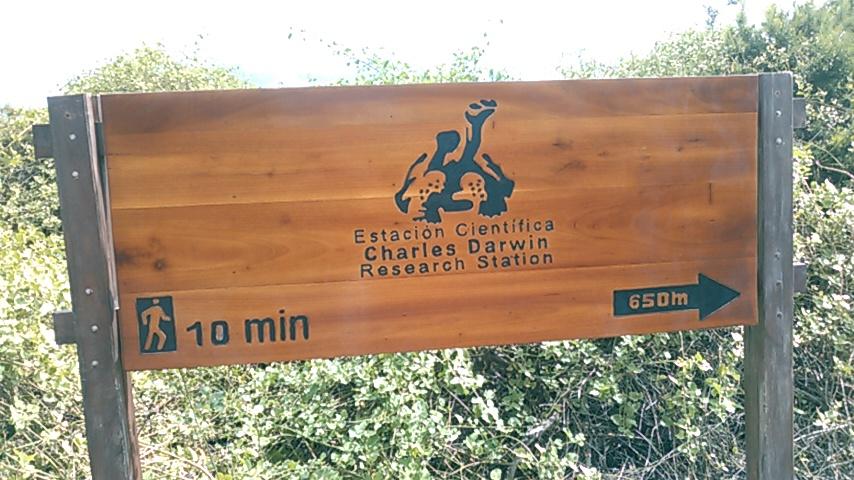 Estación Científica
Charles Darwin
Research Station
10 min
650m